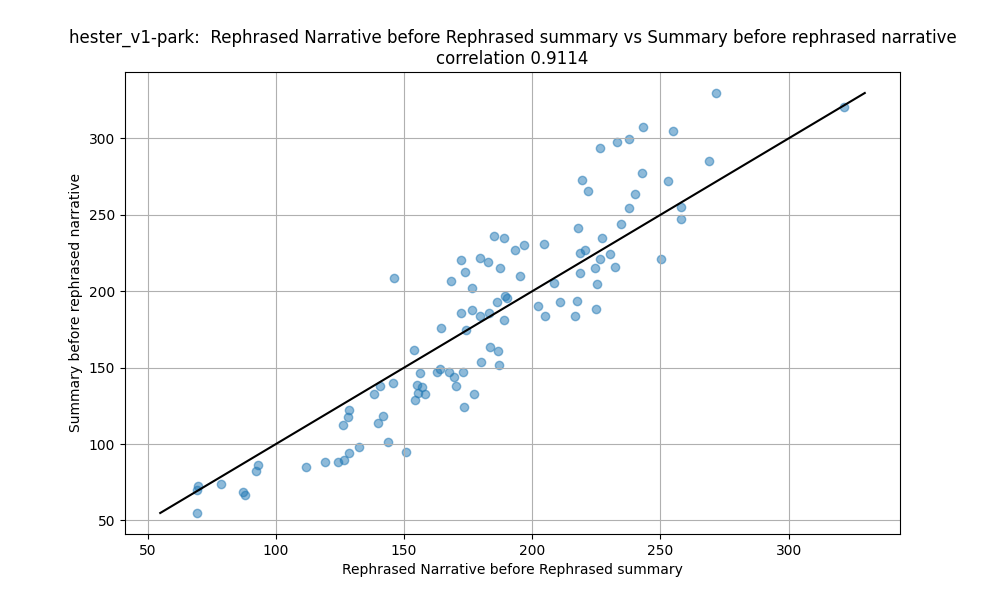 hester_v1-park:  Rephrased Narrative before Rephrased summary vs Summary before rephrased narrative
correlation 0.9114
Summary before rephrased narrative
300
250
200
150
100
50
50 100 150 200 250 300
Rephrased Narrative before Rephrased summary